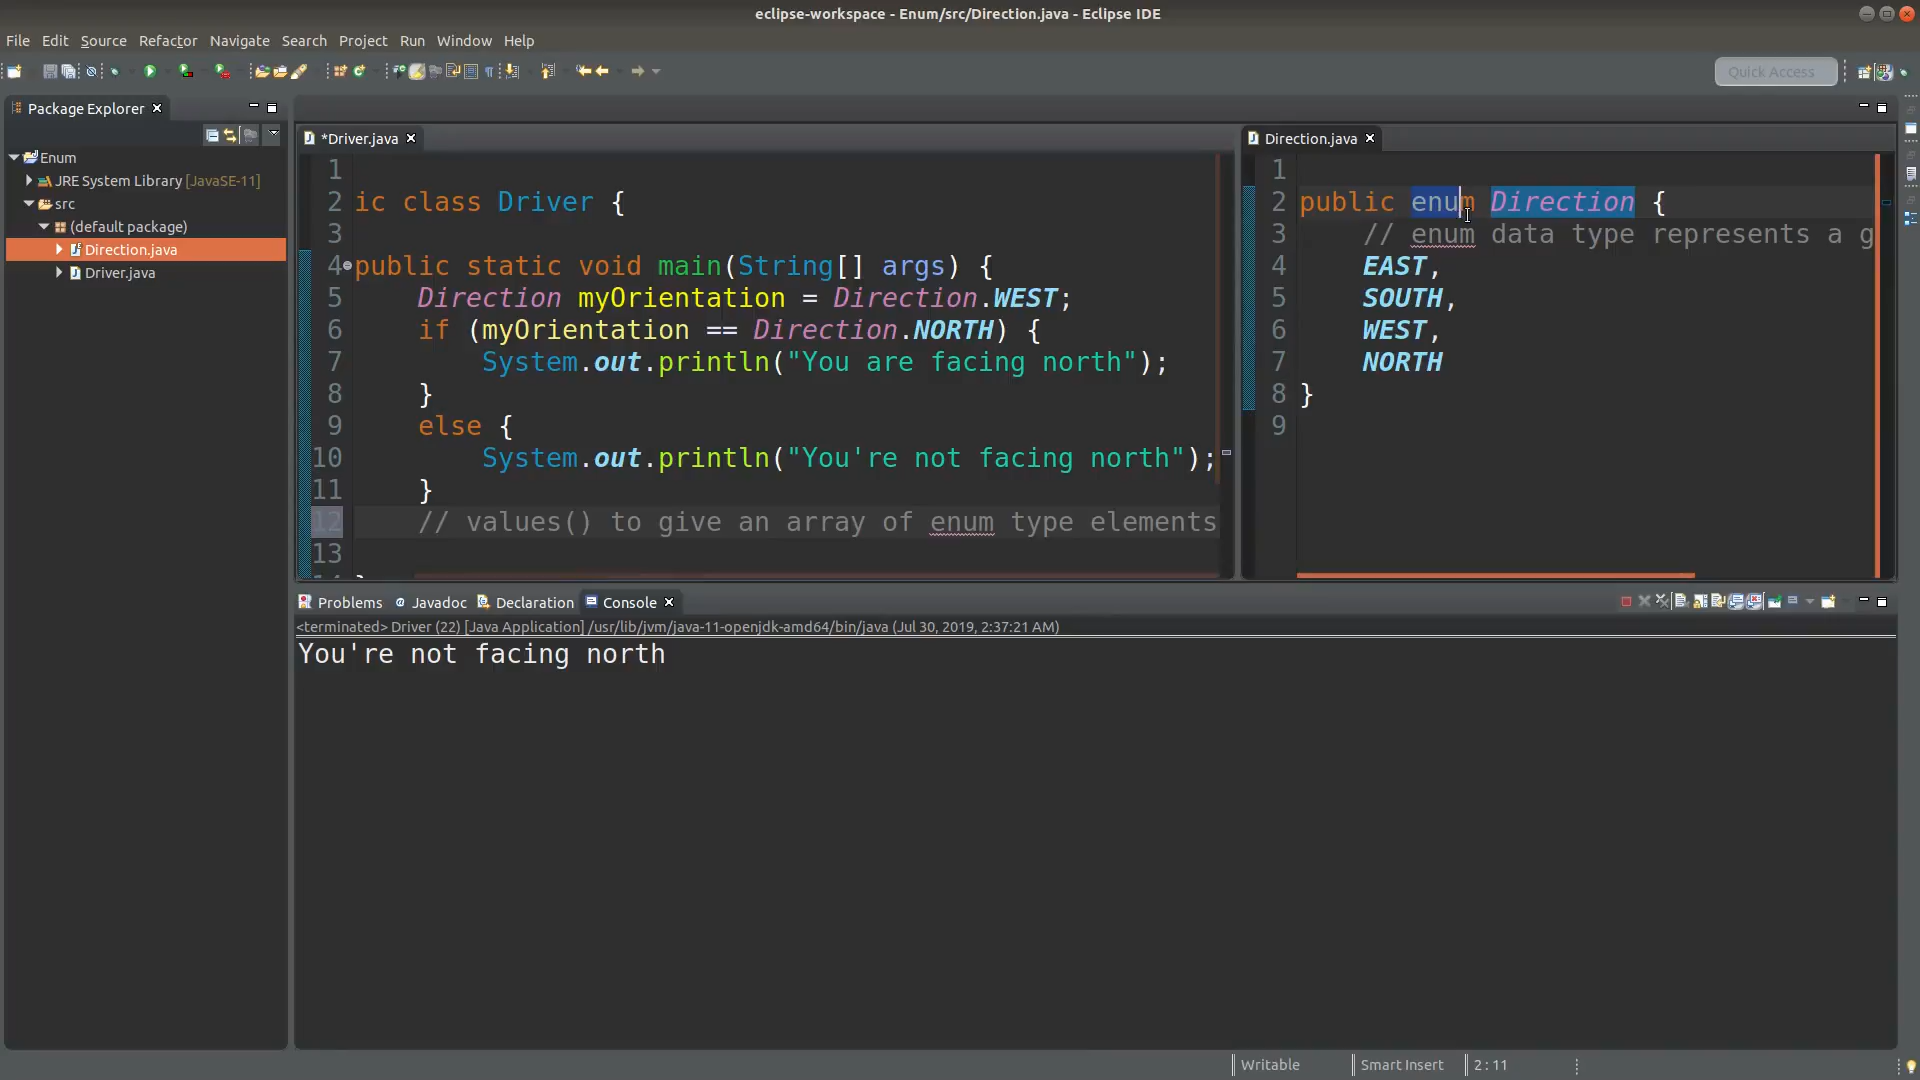 eclipse-workspace - Enum/src/Direction.java - Eclipse IDE
File Edit Source Refactor Navigate Search Project Run Window Help
Quick Access
Package Explorer
Enum
JRE System Library [JavaSE-11]
src
(default package)
Direction.java
Driver.java
*Driver.java
1
2 ic class Driver {
3
4 public static void main(String[] args) {
5 Direction myOrientation = Direction.WEST;
6 if (myOrientation == Direction.NORTH) {
7 System.out.println("You are facing north");
8 }
9 else {
10 System.out.println("You're not facing north");
11 }
12 // values() to give an array of enum type elements
13
Direction.java
1
2 public enum Direction {
3 // enum data type represents a g
4 EAST,
5 SOUTH,
6 WEST,
7 NORTH
8 }
9
Problems Javadoc Declaration Console
<terminated> Driver (22) [Java Application] /usr/lib/jvm/java-11-openjdk-amd64/bin/java (Jul 30, 2019, 2:37:21 AM)
You're not facing north
Writable Smart Insert 2 : 11